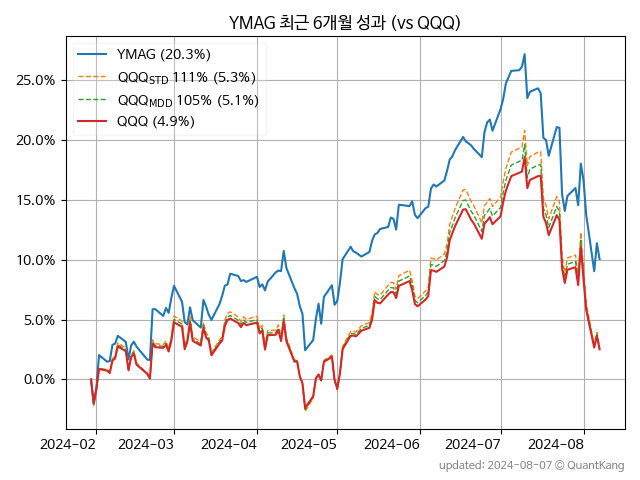 YMAG 최근 6개월 성과 (vs QQQ)
YMAG (20.3%)
QQQSTD 111% (5.3%)
QQQMDD 105% (5.1%)
QQQ (4.9%)
25.0%
20.0%
15.0%
10.0%
5.0%
0.0%
2024-02 2024-03 2024-04 2024-05 2024-06 2024-07 2024-08
updated: 2024-08-07 © QuantKang